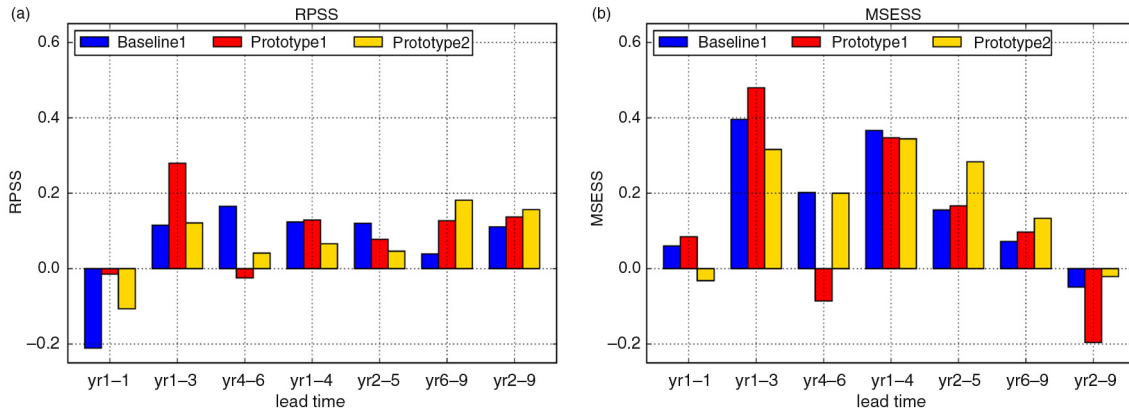 (a)
RPSS
Baseline1 Prototype1 Prototype2
0.6
0.4
0.2
0.0
−0.2
RPSS
yr1–1 yr1–3 yr4–6 yr1–4 yr2–5 yr6–9 yr2–9
lead time
(b)
MSESS
Baseline1 Prototype1 Prototype2
0.6
0.4
0.2
0.0
−0.2
MSESS
yr1–1 yr1–3 yr4–6 yr1–4 yr2–5 yr6–9 yr2–9
lead time